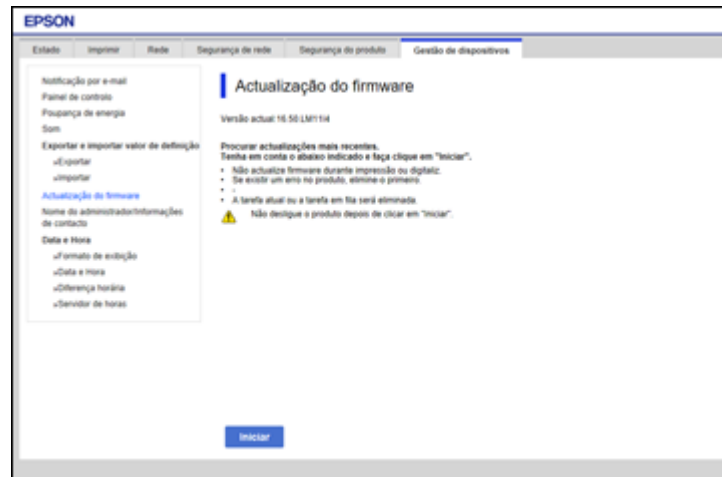 EPSON
Estado Imprimir Rede Segurança de rede Segurança do produto Gestão de dispositivos
Notificação por e-mail
Painel de controlo
Poupança de energia
Som
Exportar e importar valor de definição
»Exportar
»Importar
Actualização do firmware
Nome do administrador/Informações
de contacto
Data e Hora
»Formato de exibição
»Data e Hora
»Diferença horária
»Servidor de horas
Actualização do firmware
Versão actual:16.50.LM11I4
Procurar actualizações mais recentes.
Tenha em conta o abaixo indicado e faça clique em "Iniciar".
• Não actualize firmware durante impressão ou digitaliz.
• Se existir um erro no produto, elimine o primeiro.
• -
• A tarefa atual ou a tarefa em fila será eliminada.
Não desligue o produto depois de clicar em "Iniciar".
Iniciar